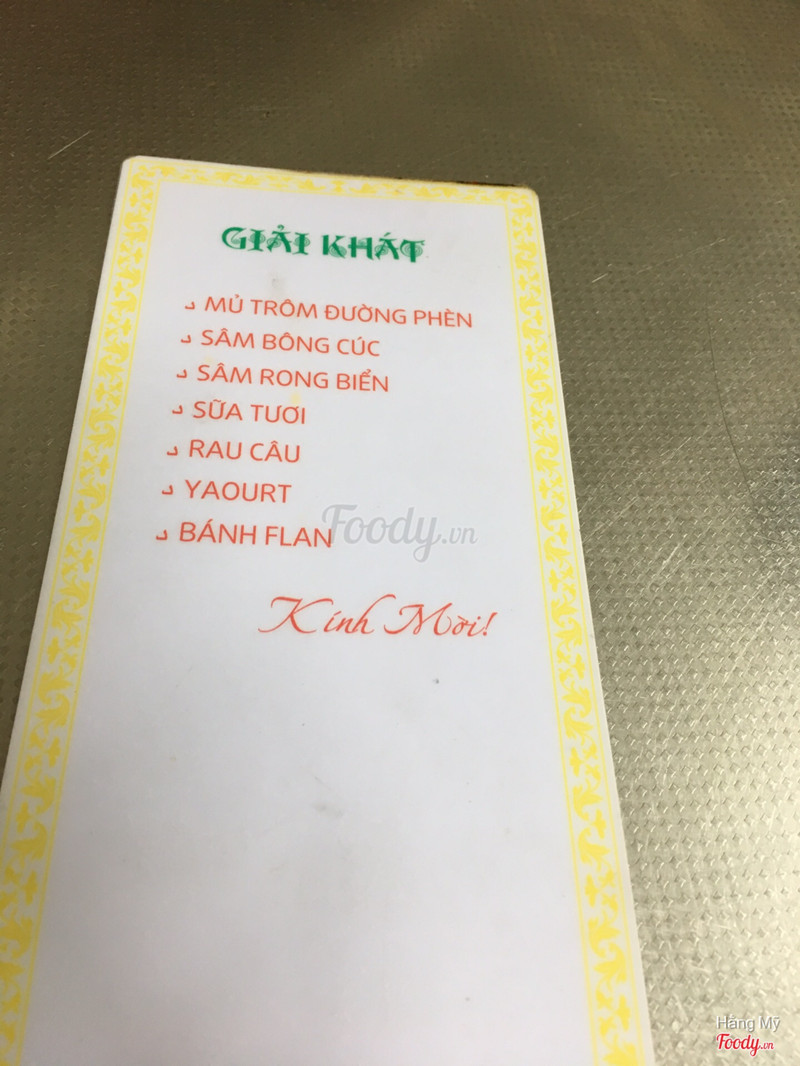 GIẢI KHÁT
MỦ TRÔM ĐƯỜNG PHÈN
SÂM BÔNG CÚC
SÂM RONG BIỂN
SỮA TƯƠI
RAU CÂU
YAOURT
BÁNH FLAN
Foody.vn
Kính Mời!
Hàng Mỹ
Foody.vn